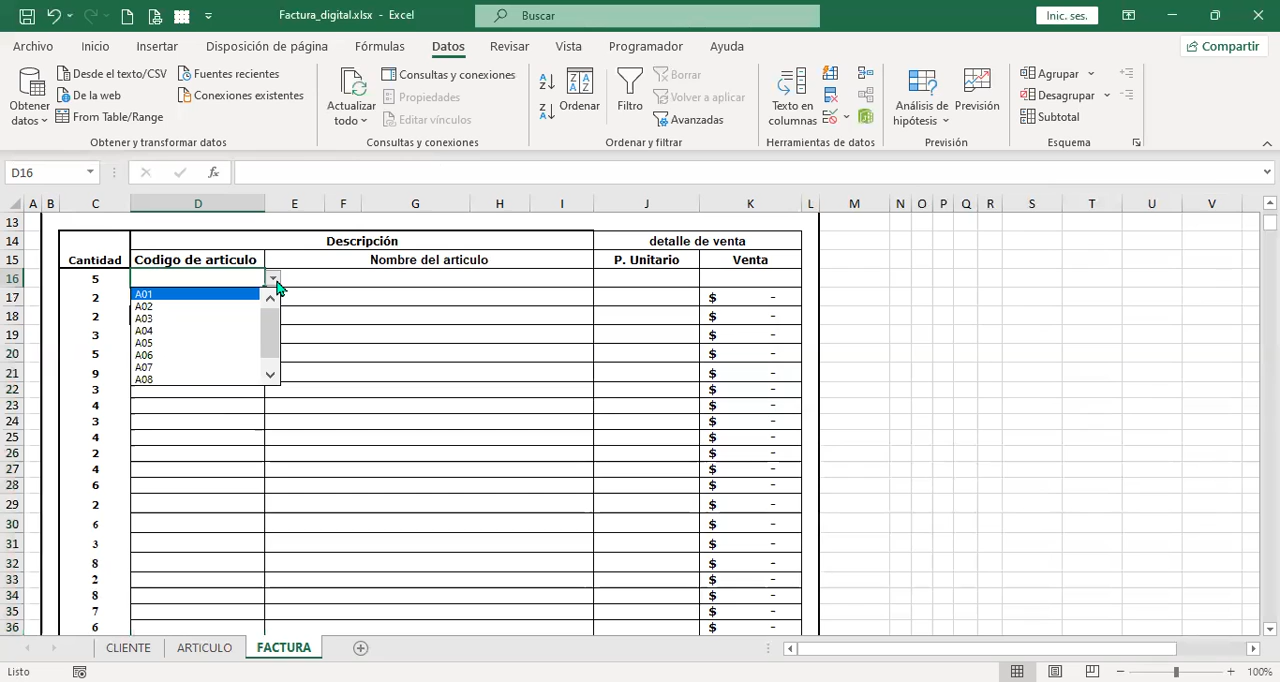 Factura_digital.xlsx - Excel
Buscar
Inic. ses.
Archivo Inicio Insertar Disposición de página Fórmulas Datos Revisar Vista Programador Ayuda
Compartir
Obtener datos
Desde el texto/CSV
De la web
From Table/Range
Fuentes recientes
Conexiones existentes
Obtener y transformar datos
Actualizar todo
Consultas y conexiones
Propiedades
Editar vínculos
Consultas y conexiones
Ordenar
Filtro
Borrar
Volver a aplicar
Avanzadas
Ordenar y filtrar
Texto en columnas
Herramientas de datos
Análisis de hipótesis
Previsión
Previsión
Agrupar
Desagrupar
Subtotal
Esquema
D16
fx
A B C D E F G H I J K L M N O P Q R S T U V
13
14 Descripción detalle de venta
15 Cantidad Codigo de articulo Nombre del articulo P. Unitario Venta
16 5
17 2 $ -
18 2 $ -
19 3 $ -
20 5 $ -
21 9 $ -
22 3 $ -
23 4 $ -
24 3 $ -
25 4 $ -
26 2 $ -
27 4 $ -
28 6 $ -
29 2 $ -
30 6 $ -
31 3 $ -
32 8 $ -
33 2 $ -
34 8 $ -
35 7 $ -
36 6 $ -
A01
A02
A03
A04
A05
A06
A07
A08
CLIENTE ARTICULO FACTURA
Listo
100%